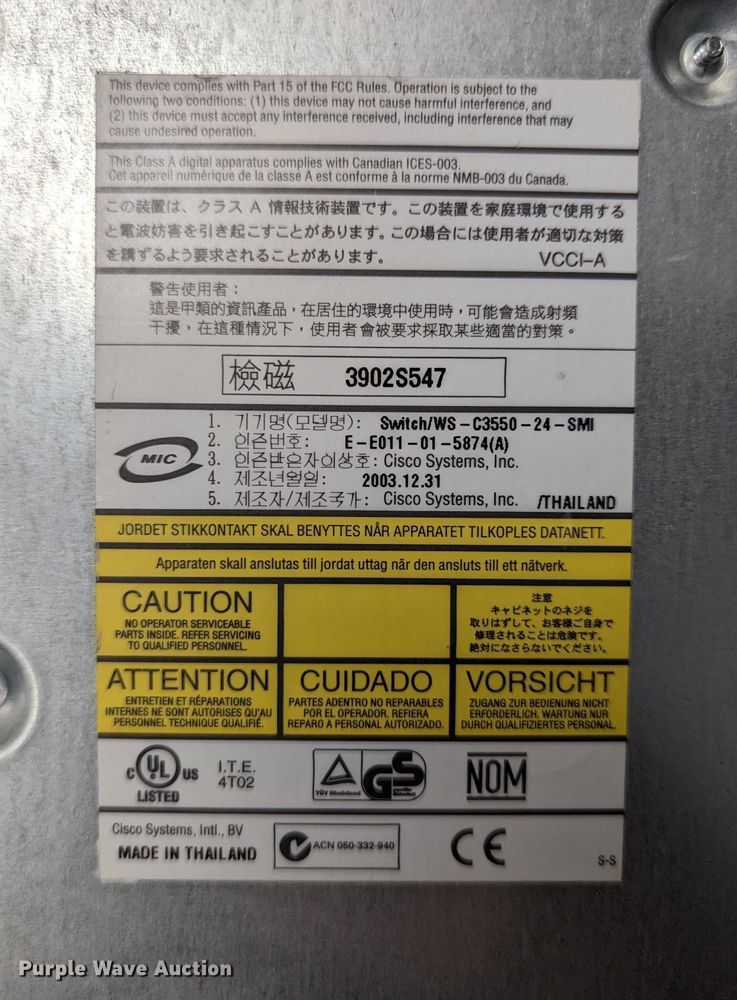 This device complies with Part 15 of the FCC Rules. Operation is subject to the
following two conditions: (1) this device may not cause harmful interference, and
(2) this device must accept any interference received, including interference that may
cause undesired operation.
This Class A digital apparatus complies with Canadian ICES-003.
Cet appareil numérique de la classe A est conforme à la norme NMB-003 du Canada.
この装置は、クラス A 情報技術装置です。この装置を家庭環境で使用する
と電波妨害を引き起こすことがあります。この場合には使用者が適切な対策
を講ずるよう要求されることがあります。 VCCI-A
警告使用者：
這是甲類的資訊產品，在居住的環境中使用時，可能會造成射頻
干擾，在這種情況下，使用者會被要求採取某些適當的對策。
檢磁 3902S547
MIC
1. 기기명(모델명): Switch/WS-C3550-24-SMI
2. 인증번호: E-E011-01-5874(A)
3. 인증받은자의상호: Cisco Systems, Inc.
4. 제조년월일: 2003.12.31
5. 제조자/제조국가: Cisco Systems, Inc. /THAILAND
JORDET STIKKONTAKT SKAL BENYTTES NÅR APPARATET TILKOPLES DATANETT.
Apparaten skall anslutas till jordat uttag när den ansluts till ett nätverk.
CAUTION
NO OPERATOR SERVICEABLE
PARTS INSIDE. REFER SERVICING
TO QUALIFIED PERSONNEL.
注意
キャビネットのネジを
取りはずして、お客様ご自身で
修理されることは危険です。
絶対になさらないでください。
ATTENTION
ENTRETIEN ET RÉPARATIONS
INTERNES NE SONT AUTORISÉS QU'AU
PERSONNEL TECHNIQUE QUALIFIÉ.
CUIDADO
PARTES ADENTRO NO REPARABLES
POR EL OPERADOR. REFIERA
REPARO A PERSONAL AUTORIZADO.
VORSICHT
ZUGANG ZUR BEDIENUNG NICHT
ERFORDERLICH. WARTUNG NUR
DURCH QUALIFIZIERTES PERSONAL.
c UL us
LISTED
I.T.E.
4T02
TÜV Rheinland
GS
NOM
Cisco Systems, Intl., BV
MADE IN THAILAND
ACN 050-332-940
CE
S-S
Purple Wave Auction